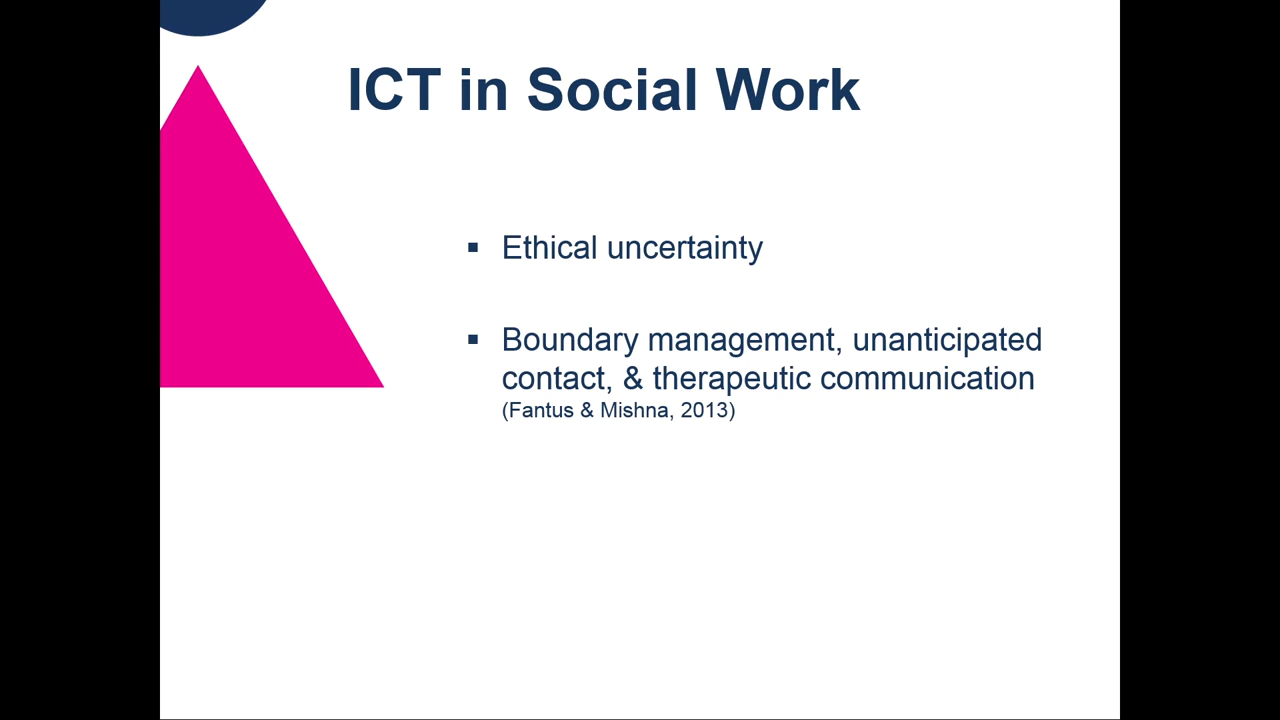 ICT in Social Work
▪ Ethical uncertainty
▪ Boundary management, unanticipated
contact, & therapeutic communication
(Fantus & Mishna, 2013)